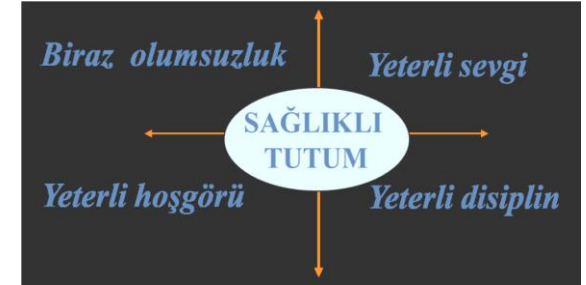 Biraz olumsuzluk
Yeterli sevgi
SAĞLIKLI
TUTUM
Yeterli hoşgörü
Yeterli disiplin